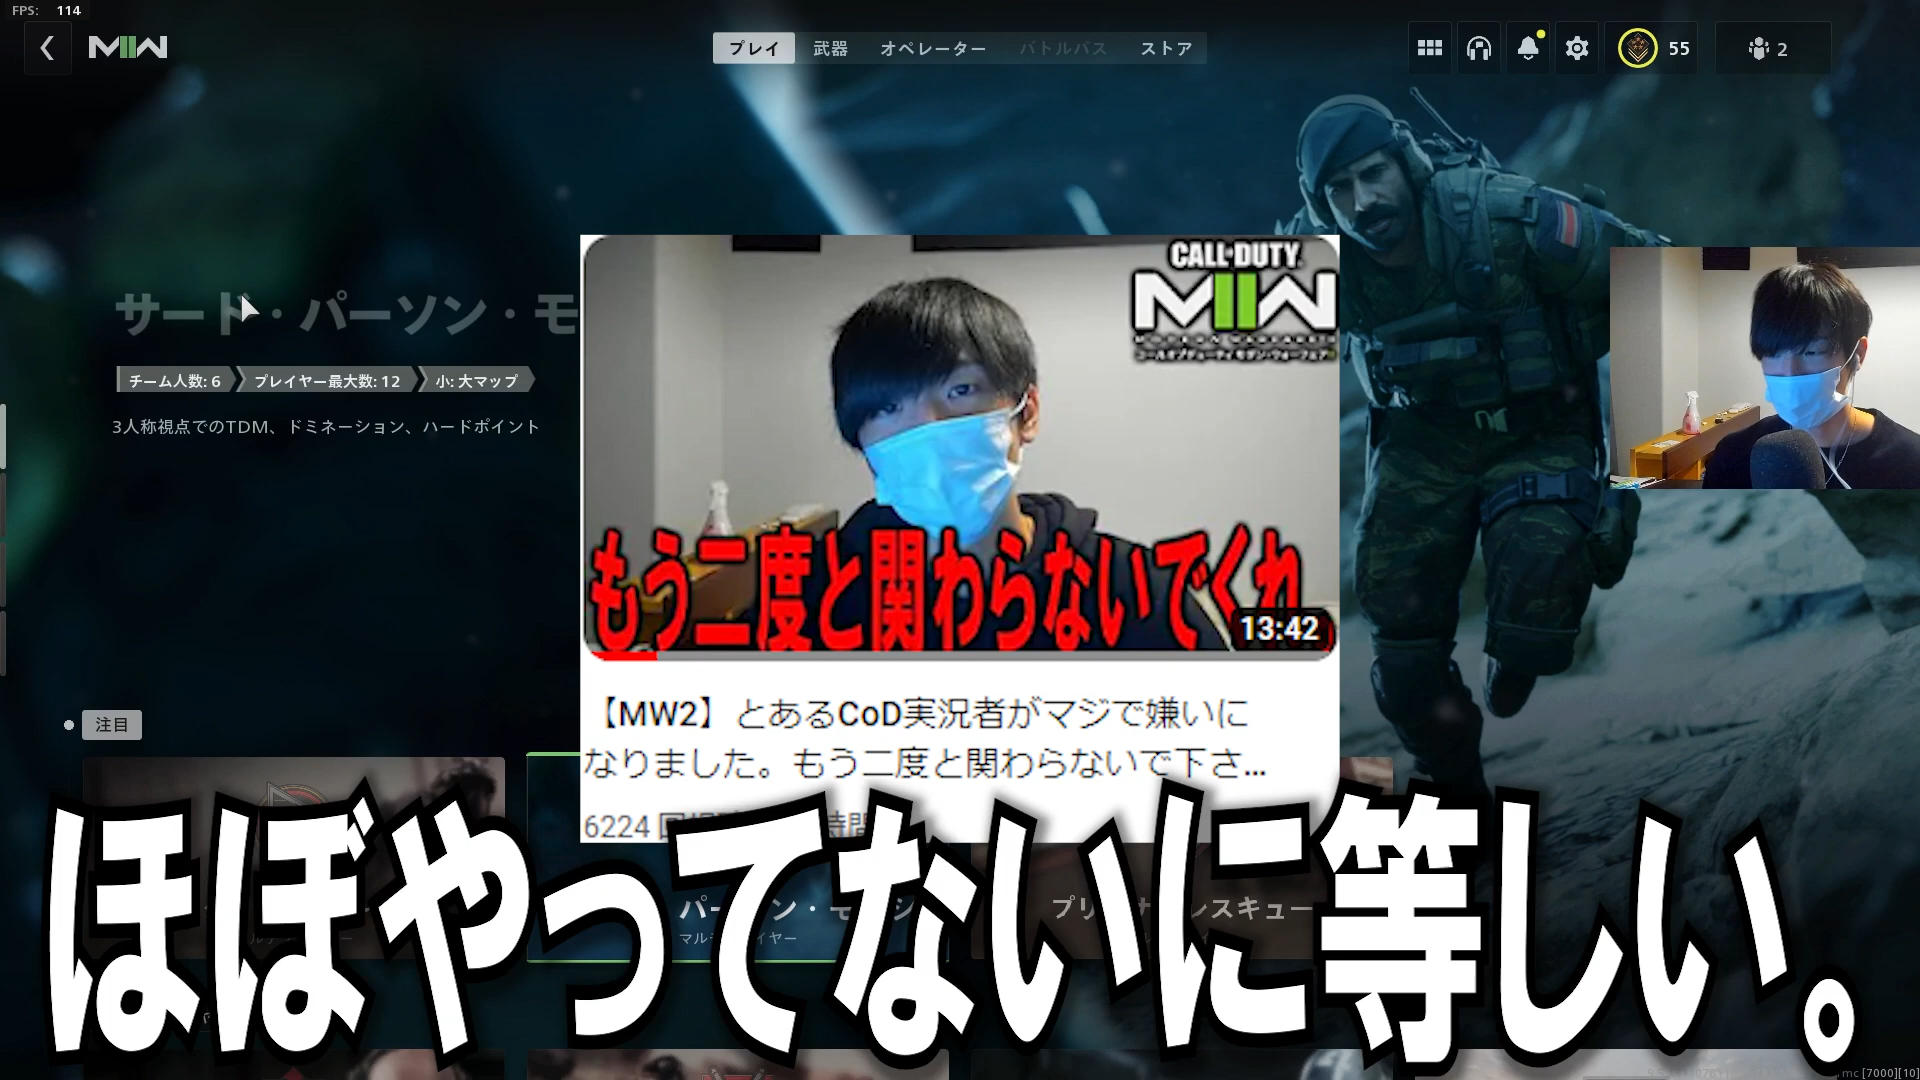 FPS: 114
MW
プレイ 武器 オペレーター バトルパス ストア
55
2
サード・パーソン・モ
チーム人数: 6 プレイヤー最大数: 12 小: 大マップ
3人称視点でのTDM、ドミネーション、ハードポイント
CALL OF DUTY
MW
もう二度と関わらないでくれ
13:42
【MW2】とあるCoD実況者がマジで嫌いに
なりました。もう二度と関わらないで下さ...
6224
注目
ほぼやってないに等しい。
mc [7000][10]